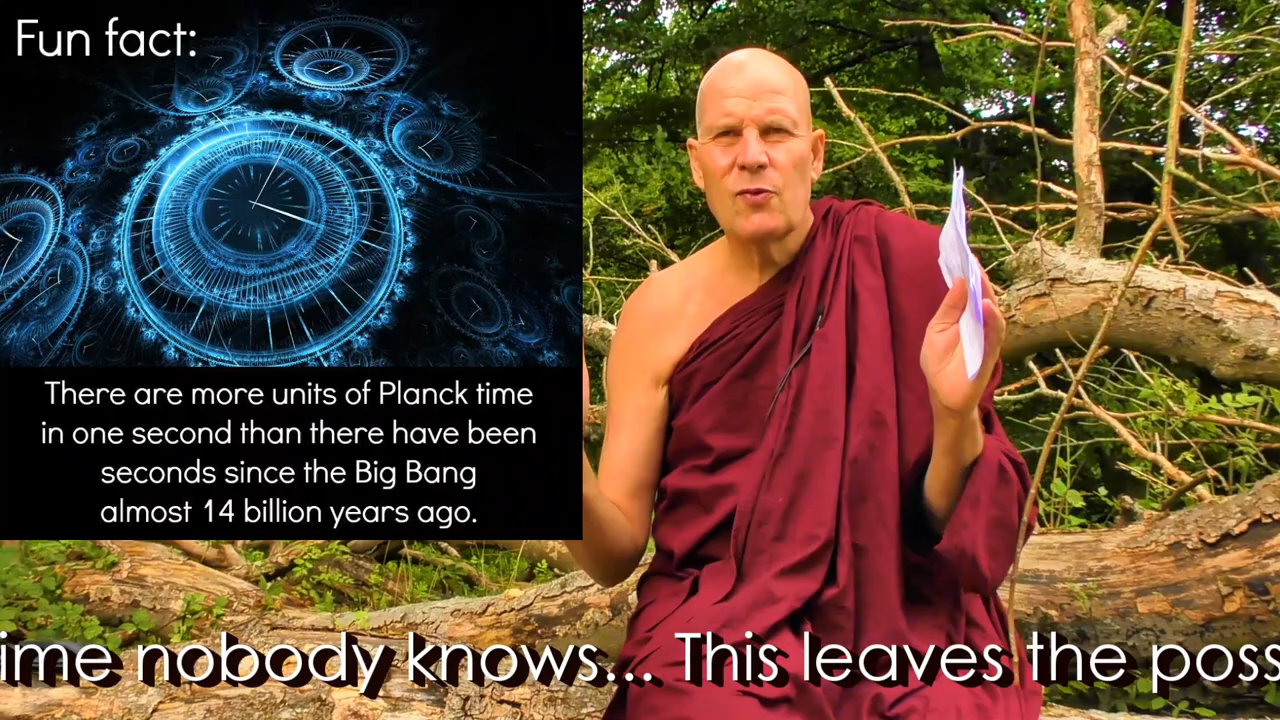 Fun fact:
There are more units of Planck time
in one second than there have been
seconds since the Big Bang
almost 14 billion years ago.
ime nobody knows... This leaves the poss